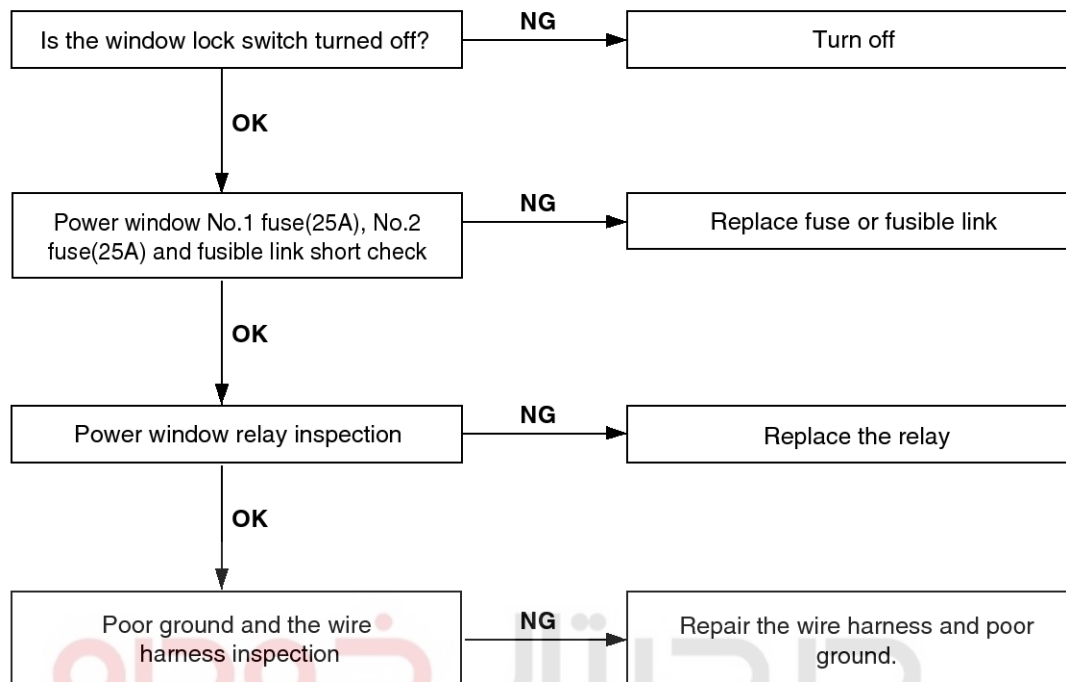 Is the window lock switch turned off?
NG
Turn off
OK
Power window No.1 fuse(25A), No.2
fuse(25A) and fusible link short check
NG
Replace fuse or fusible link
OK
Power window relay inspection
NG
Replace the relay
OK
Poor ground and the wire
harness inspection
NG
Repair the wire harness and poor
ground.